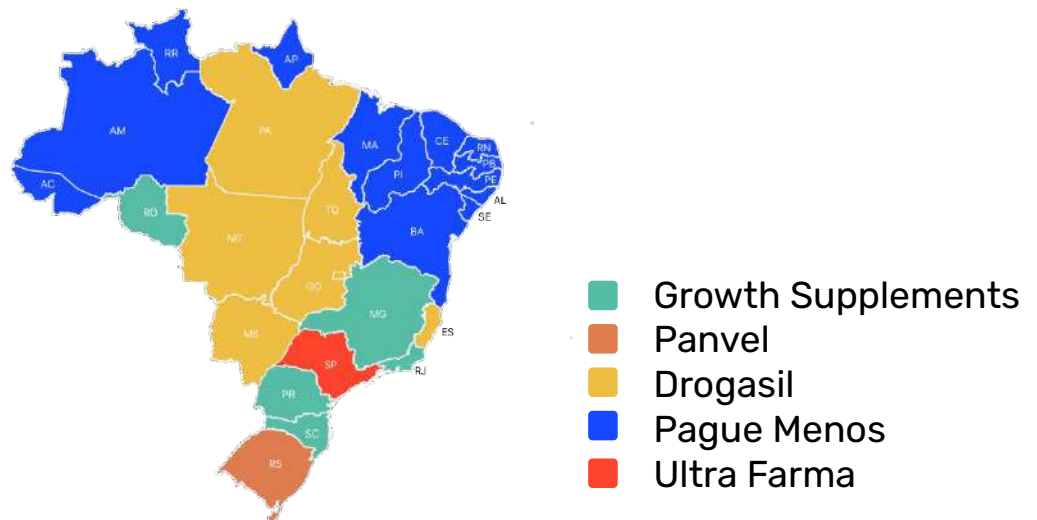 RR
AP
AM
PA
MA
CE
RN
PB
PE
PI
AC
AL
SE
RO
TO
BA
MT
GO
MG
MS
ES
SP
RJ
PR
SC
RS
Growth Supplements
Panvel
Drogasil
Pague Menos
Ultra Farma